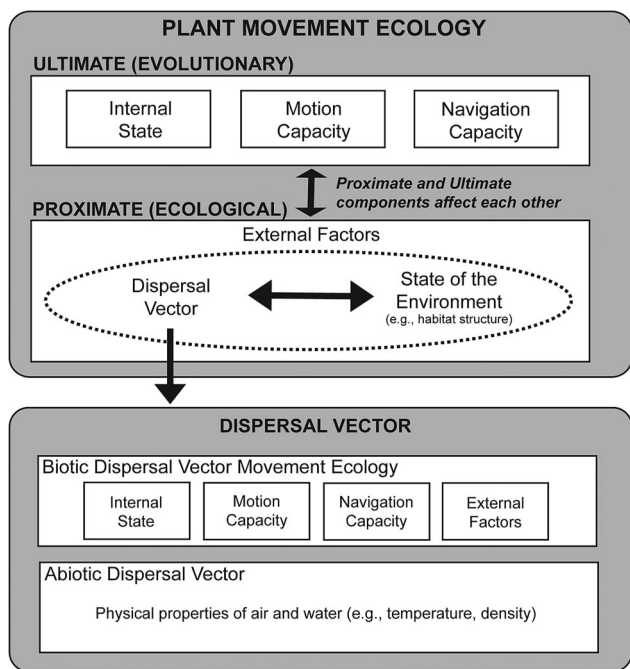 PLANT MOVEMENT ECOLOGY
ULTIMATE (EVOLUTIONARY)
Internal
State
Motion
Capacity
Navigation
Capacity
Proximate and Ultimate
components affect each other
PROXIMATE (ECOLOGICAL)
External Factors
Dispersal
Vector
State of the
Environment
(e.g., habitat structure)
DISPERSAL VECTOR
Biotic Dispersal Vector Movement Ecology
Internal
State
Motion
Capacity
Navigation
Capacity
External
Factors
Abiotic Dispersal Vector
Physical properties of air and water (e.g., temperature, density)